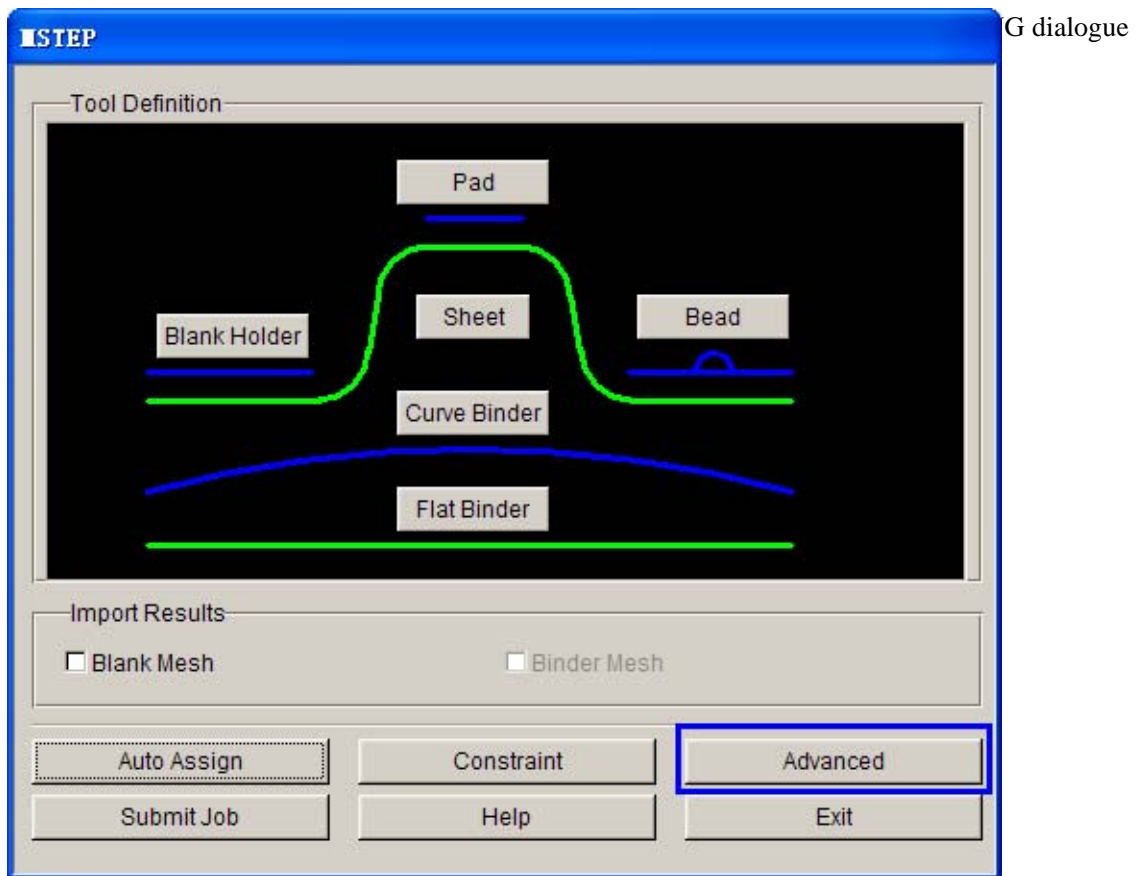 MSTEP
G dialogue
Tool Definition
Pad
Blank Holder
Sheet
Bead
Curve Binder
Flat Binder
Import Results
Blank Mesh
Binder Mesh
Auto Assign
Constraint
Advanced
Submit Job
Help
Exit